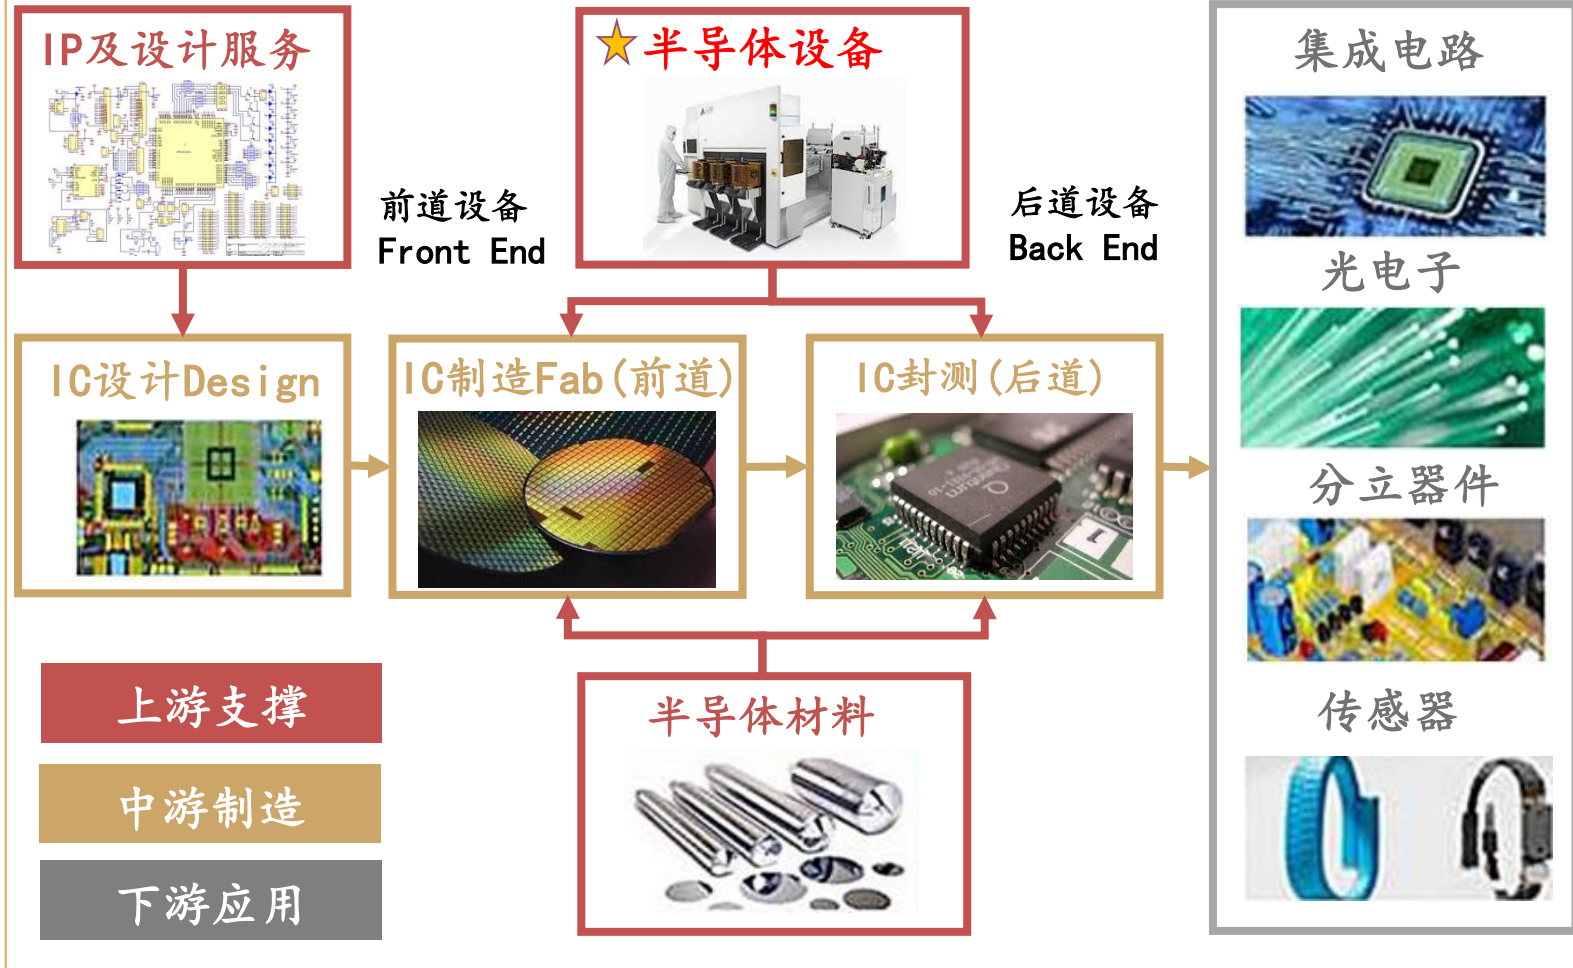 IP及设计服务
半导体设备
集成电路
前道设备
Front End
后道设备
Back End
光电子
IC设计Design
IC制造Fab(前道)
IC封测(后道)
分立器件
Quantum
上游支撑
半导体材料
传感器
中游制造
下游应用